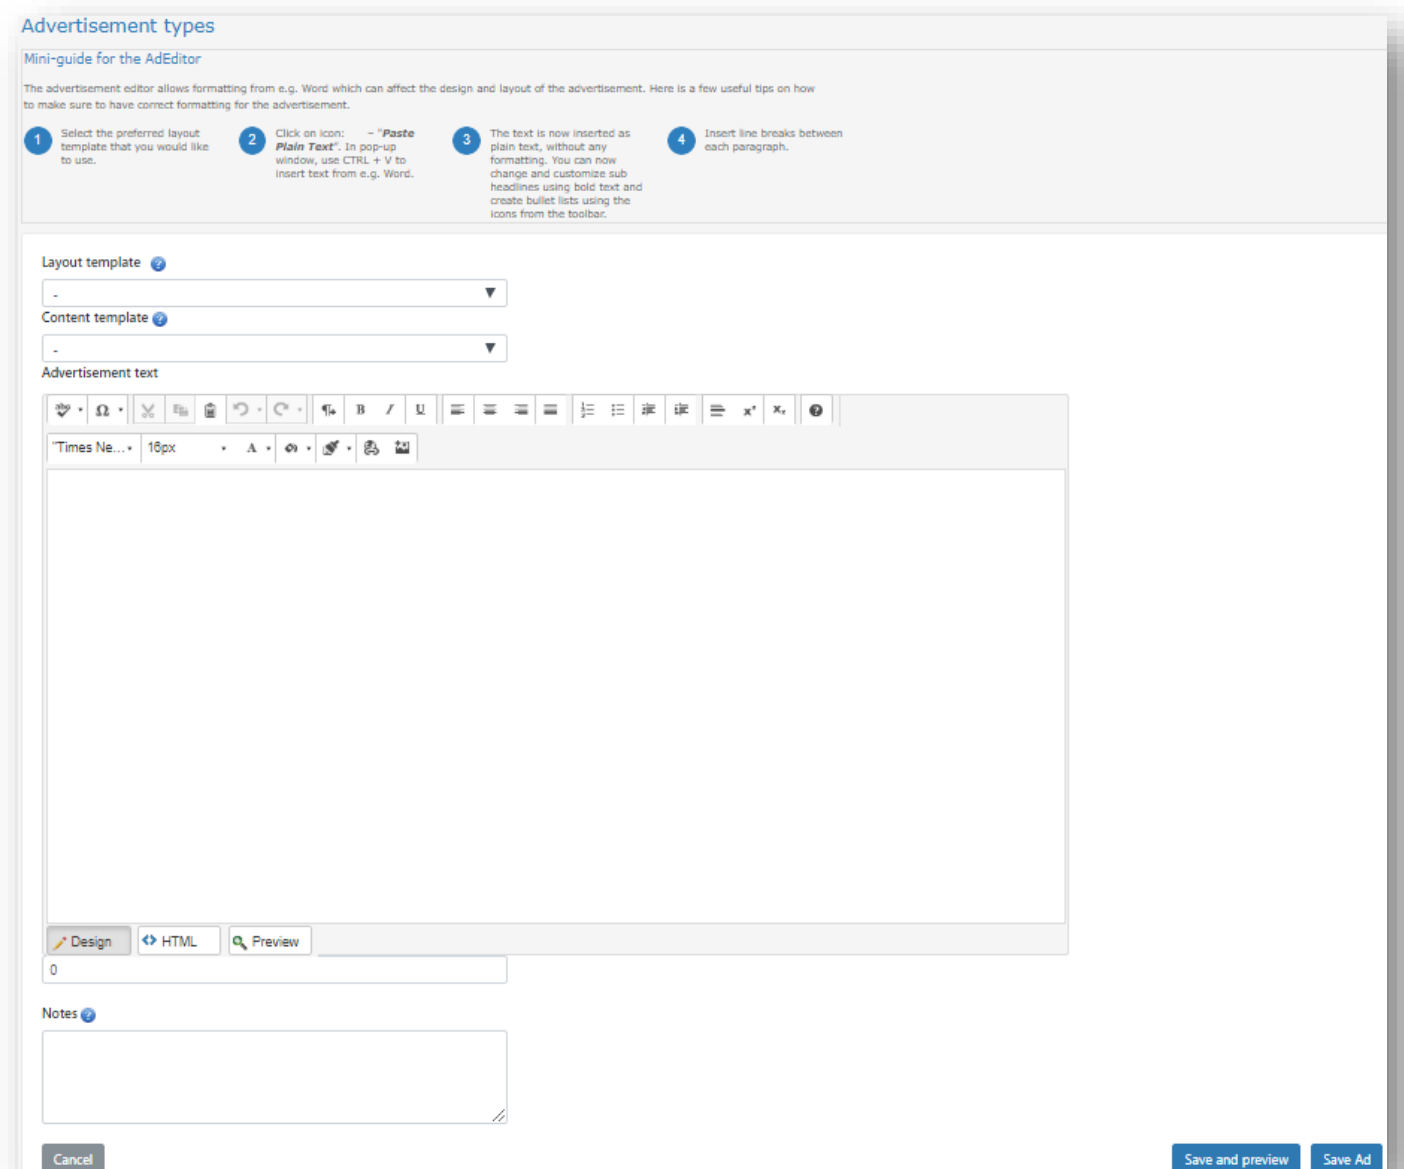 Advertisement types
Mini-guide for the AdEditor
The advertisement editor allows formatting from e.g. Word which can affect the design and layout of the advertisement. Here is a few useful tips on how
to make sure to have correct formatting for the advertisement.
1
Select the preferred layout
template that you would like
to use.
2
Click on icon: – "Paste
Plain Text". In pop-up
window, use CTRL + V to
insert text from e.g. Word.
3
The text is now inserted as
plain text, without any
formatting. You can now
change and customize sub
headlines using bold text and
create bullet lists using the
icons from the toolbar.
4
Insert line breaks between
each paragraph.
Layout template
-
Content template
-
Advertisement text
abc Ω B I U x² x₂
"Times Ne... 16px A
Design HTML Preview
0
Notes
Cancel Save and preview Save Ad